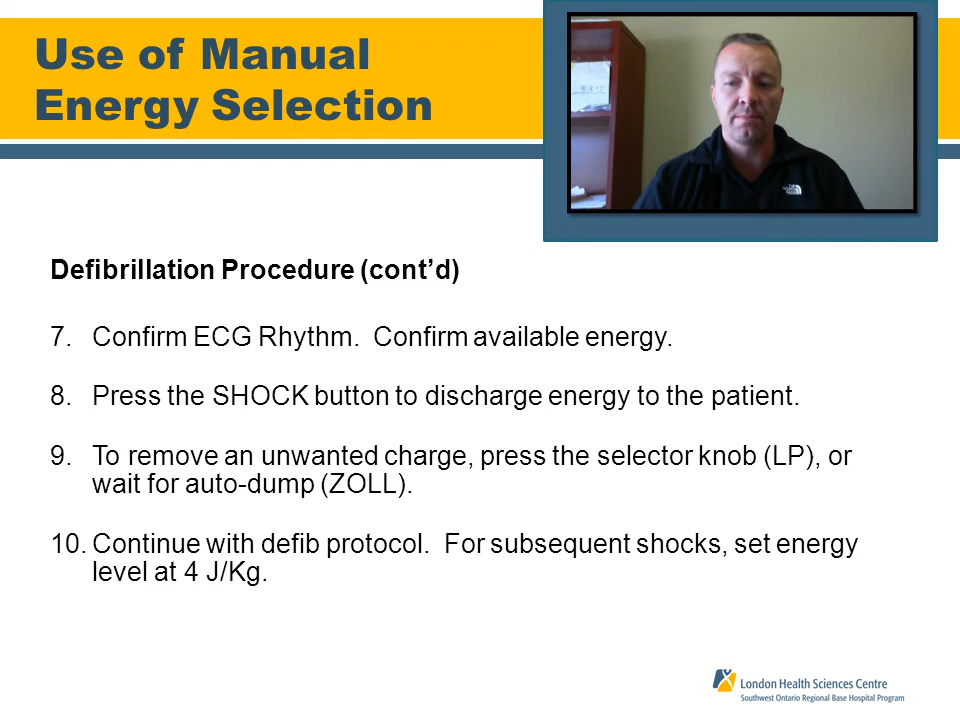 Use of Manual
Energy Selection
Defibrillation Procedure (cont’d)
7. Confirm ECG Rhythm.  Confirm available energy.
8. Press the SHOCK button to discharge energy to the patient.
9. To remove an unwanted charge, press the selector knob (LP), or
wait for auto-dump (ZOLL).
10. Continue with defib protocol.  For subsequent shocks, set energy
level at 4 J/Kg.
London Health Sciences Centre
Southwest Ontario Regional Base Hospital Program